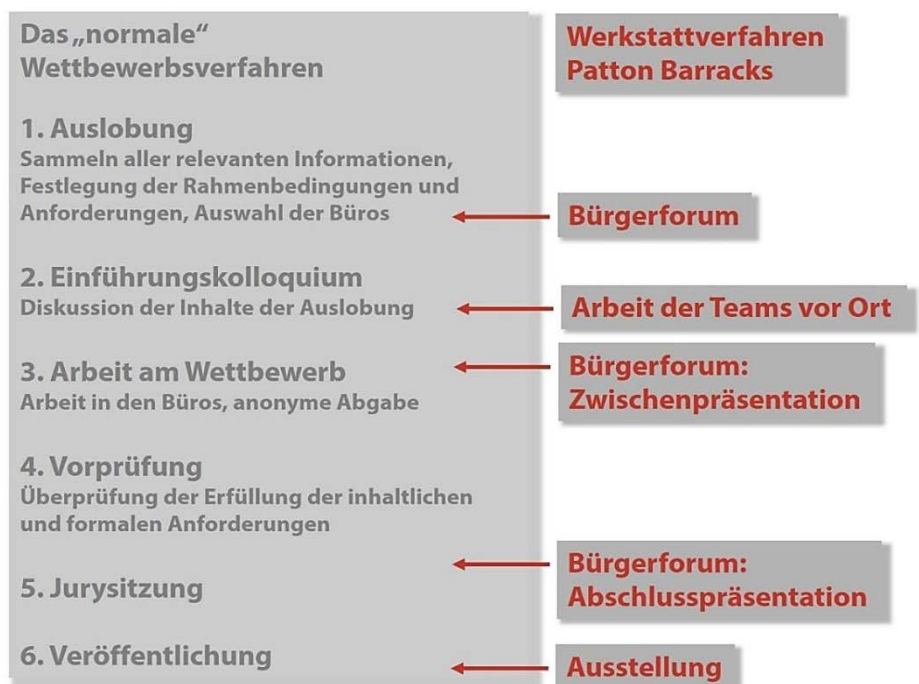 Das „normale“
Wettbewerbsverfahren
1. Auslobung
Sammeln aller relevanten Informationen,
Festlegung der Rahmenbedingungen und
Anforderungen, Auswahl der Büros
2. Einführungskolloquium
Diskussion der Inhalte der Auslobung
3. Arbeit am Wettbewerb
Arbeit in den Büros, anonyme Abgabe
4. Vorprüfung
Überprüfung der Erfüllung der inhaltlichen
und formalen Anforderungen
5. Jurysitzung
6. Veröffentlichung
Werkstattverfahren
Patton Barracks
Bürgerforum
Arbeit der Teams vor Ort
Bürgerforum:
Zwischenpräsentation
Bürgerforum:
Abschlusspräsentation
Ausstellung